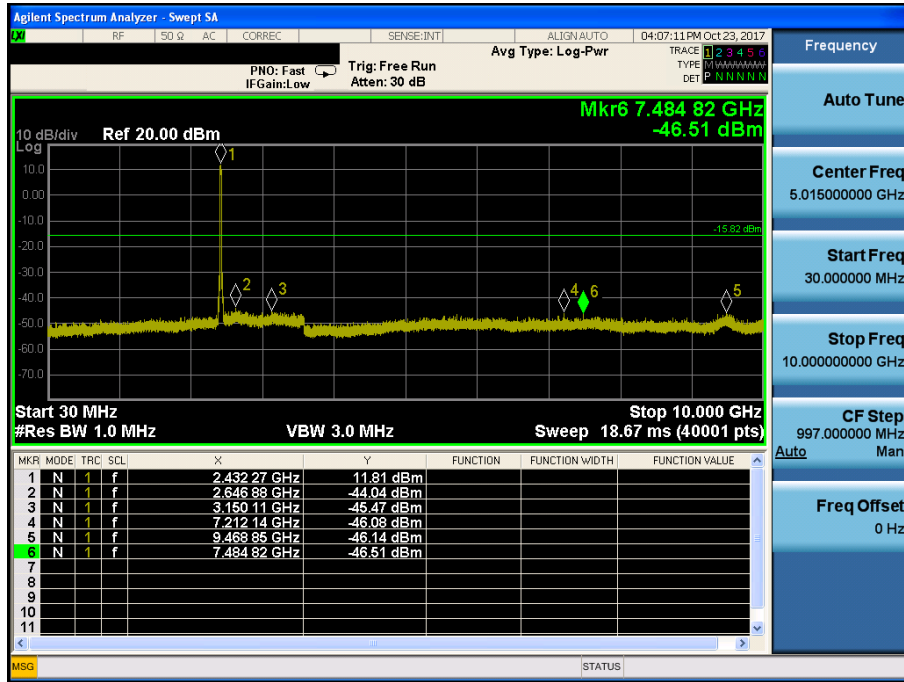 Agilent Spectrum Analyzer - Swept SA
LXI RF 50 Ω AC CORREC SENSE:INT ALIGN AUTO 04:07:11 PM Oct 23, 2017
Frequency
Avg Type: Log-Pwr TRACE 1 2 3 4 5 6
PNO: Fast Trig: Free Run TYPE M WWWWW
IFGain:Low Atten: 30 dB DET P N N N N N
Auto Tune
Mkr6 7.484 82 GHz
10 dB/div Ref 20.00 dBm -46.51 dBm
Log
10.0
0.00
-10.0
-20.0
-30.0
-40.0
-50.0
-60.0
-70.0
1
-15.82 dBm
2
3
4
6
5
Center Freq
5.015000000 GHz
Start Freq
30.000000 MHz
Stop Freq
10.000000000 GHz
Start 30 MHz Stop 10.000 GHz
#Res BW 1.0 MHz VBW 3.0 MHz Sweep 18.67 ms (40001 pts)
CF Step
997.000000 MHz
Auto Man
MKR MODE TRC SCL X Y FUNCTION FUNCTION WIDTH FUNCTION VALUE
1 N 1 f 2.432 27 GHz 11.81 dBm
2 N 1 f 2.646 88 GHz -44.04 dBm
3 N 1 f 3.150 11 GHz -45.47 dBm
4 N 1 f 7.212 14 GHz -46.08 dBm
5 N 1 f 9.468 85 GHz -46.14 dBm
6 N 1 f 7.484 82 GHz -46.51 dBm
7
8
9
10
11
Freq Offset
0 Hz
MSG STATUS